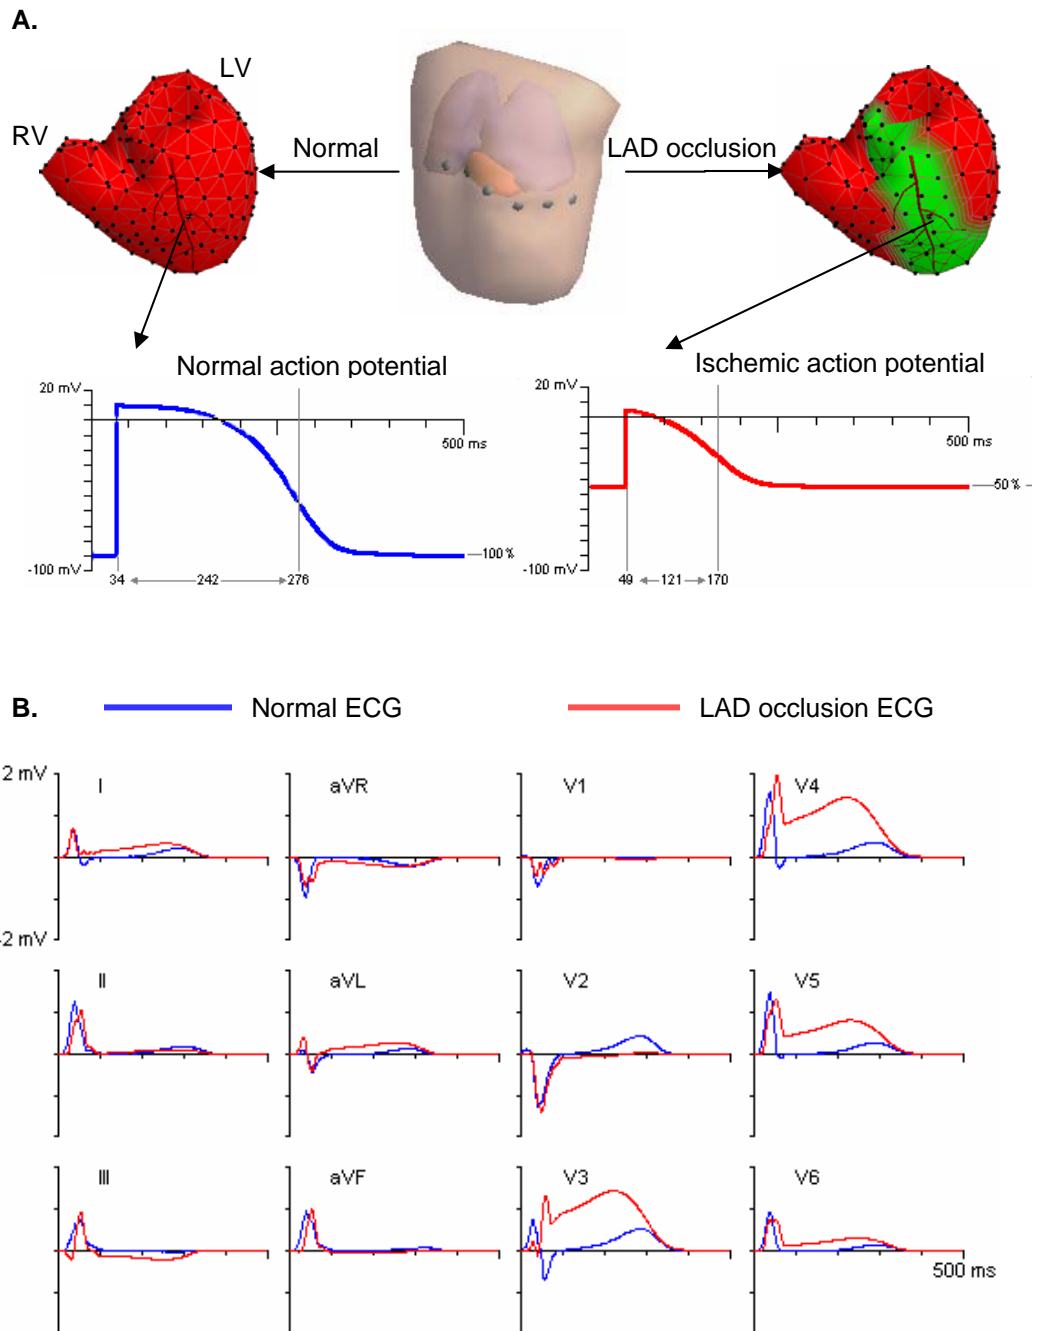 A.
LV
RV
Normal
LAD occlusion
Normal action potential
Ischemic action potential
20 mV
500 ms
100 %
-100 mV
34 242 276
20 mV
500 ms
50 %
-100 mV
49 121 170
B.
Normal ECG
LAD occlusion ECG
2 mV
I
aVR
V1
V4
-2 mV
II
aVL
V2
V5
III
aVF
V3
V6
500 ms